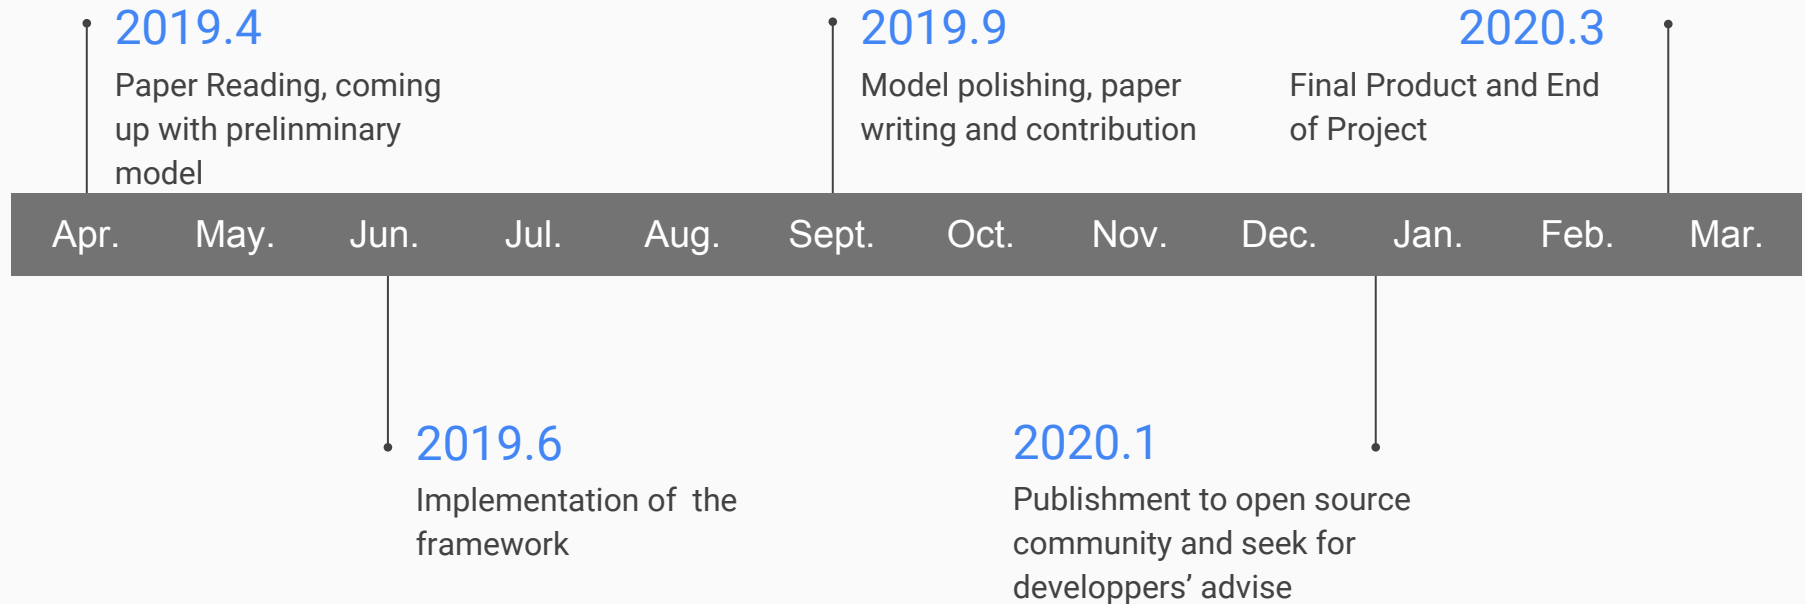 2019.4
Paper Reading, coming
up with prelinminary
model
2019.9
Model polishing, paper
writing and contribution
2020.3
Final Product and End
of Project
Apr. May. Jun. Jul. Aug. Sept. Oct. Nov. Dec. Jan. Feb. Mar.
2019.6
Implementation of  the
framework
2020.1
Publishment to open source
community and seek for
developpers’ advise